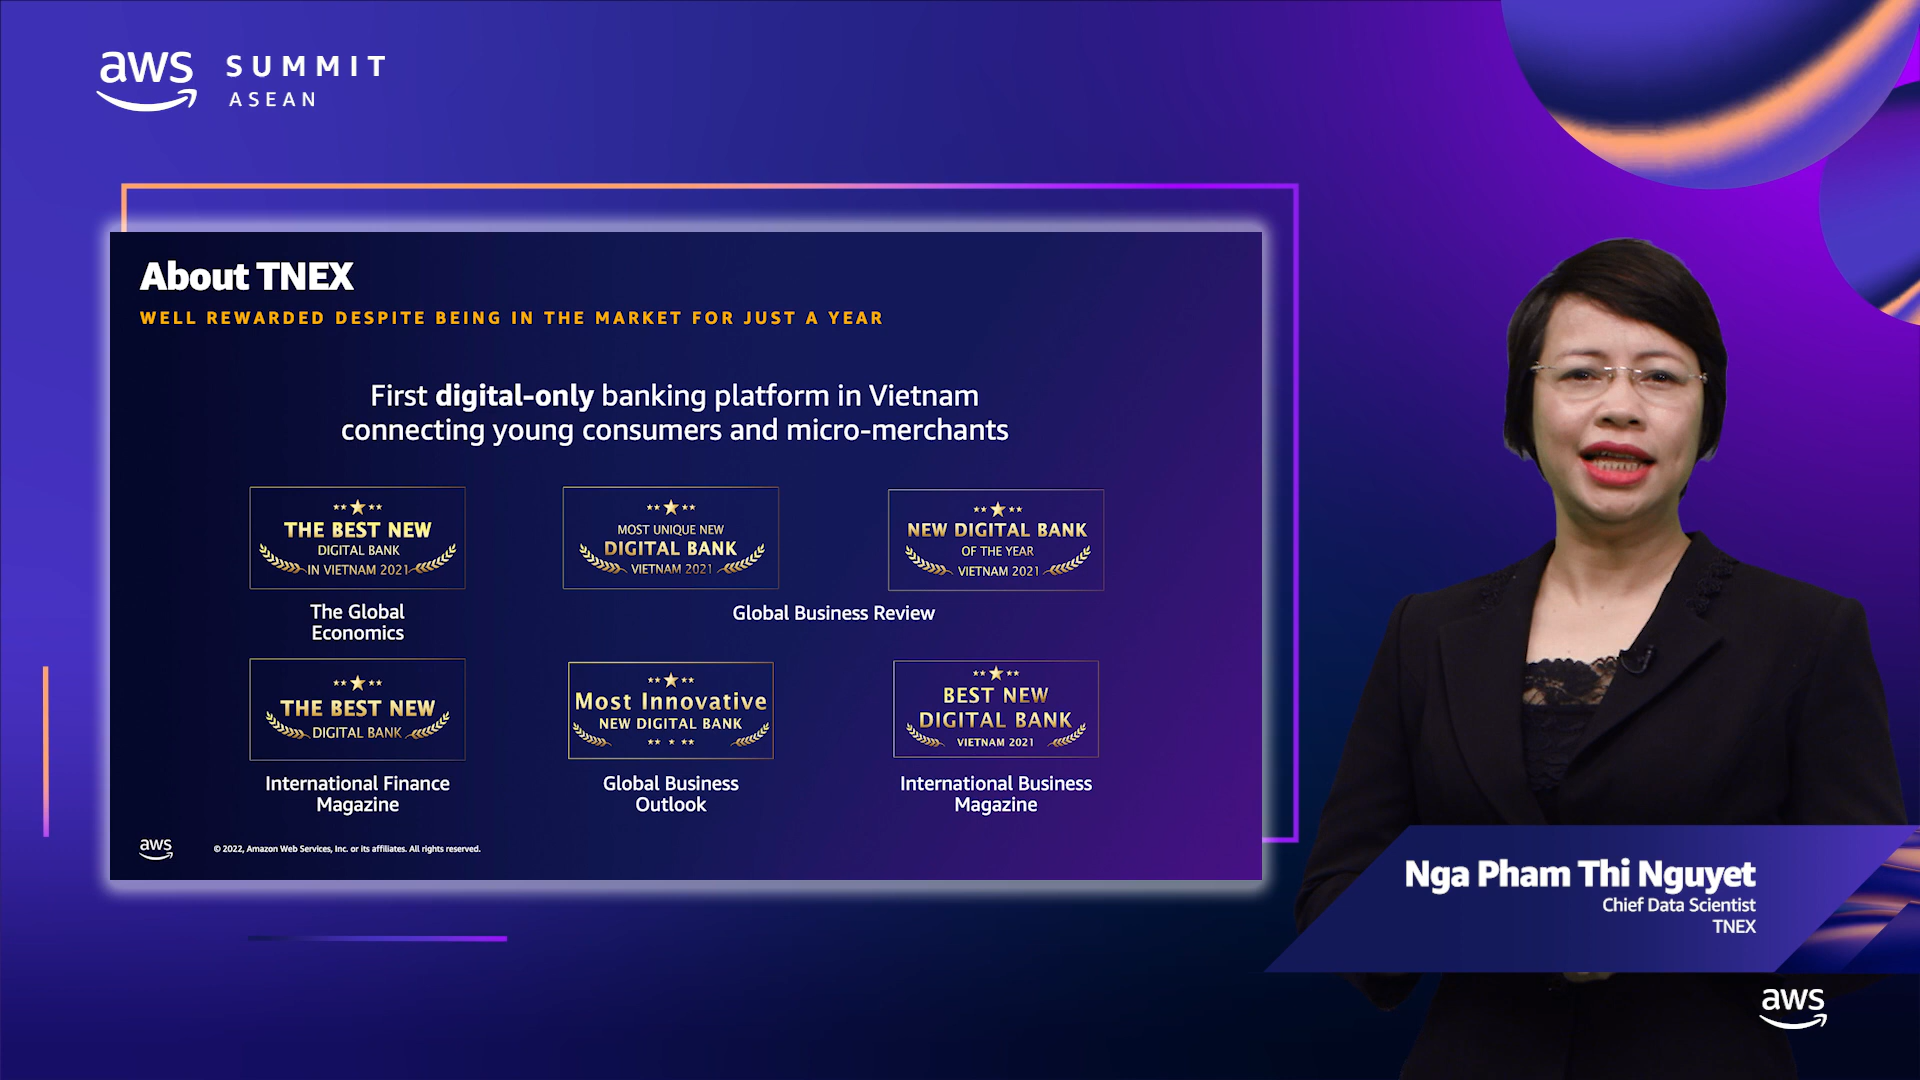 aws SUMMIT
ASEAN
About TNEX
WELL REWARDED DESPITE BEING IN THE MARKET FOR JUST A YEAR
First digital-only banking platform in Vietnam
connecting young consumers and micro-merchants
THE BEST NEW
DIGITAL BANK
IN VIETNAM 2021
The Global
Economics
MOST UNIQUE NEW
DIGITAL BANK
VIETNAM 2021
NEW DIGITAL BANK
OF THE YEAR
VIETNAM 2021
Global Business Review
THE BEST NEW
DIGITAL BANK
International Finance
Magazine
Most Innovative
NEW DIGITAL BANK
Global Business
Outlook
BEST NEW
DIGITAL BANK
VIETNAM 2021
International Business
Magazine
aws
© 2022, Amazon Web Services, Inc. or its affiliates. All rights reserved.
Nga Pham Thi Nguyet
Chief Data Scientist
TNEX
aws